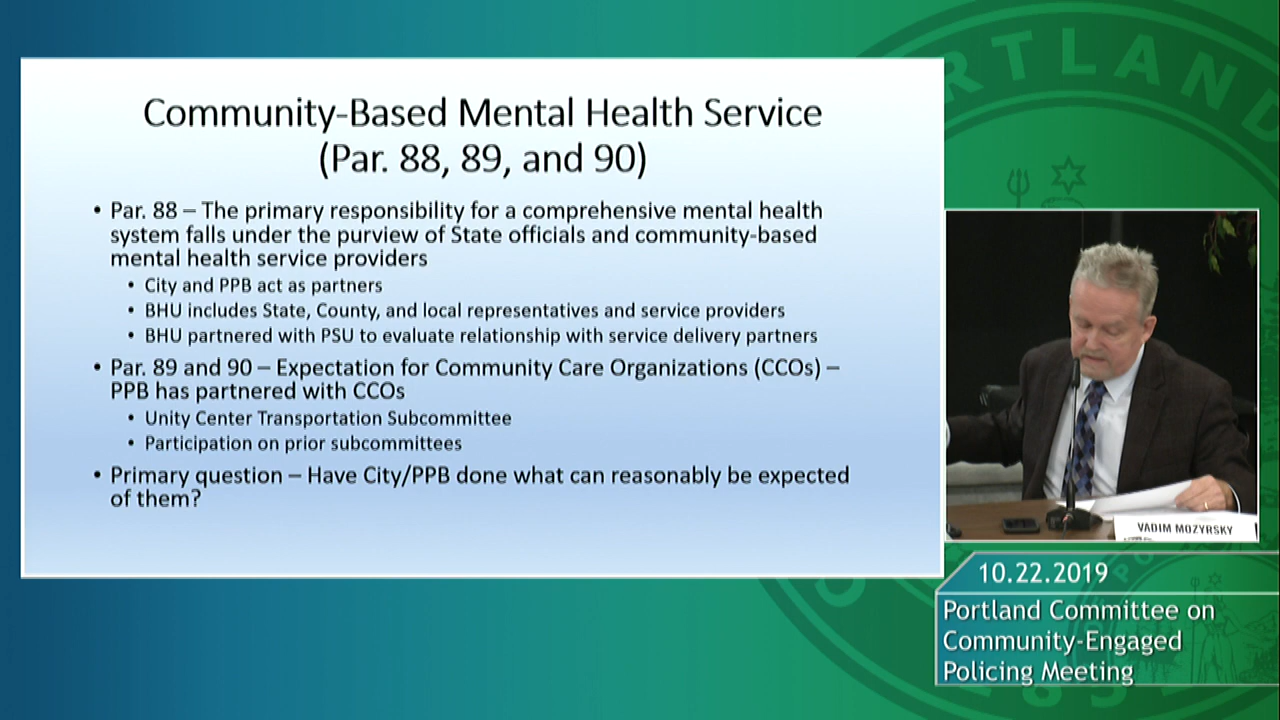 Community-Based Mental Health Service
(Par. 88, 89, and 90)
• Par. 88 – The primary responsibility for a comprehensive mental health
system falls under the purview of State officials and community-based
mental health service providers
• City and PPB act as partners
• BHU includes State, County, and local representatives and service providers
• BHU partnered with PSU to evaluate relationship with service delivery partners
• Par. 89 and 90 – Expectation for Community Care Organizations (CCOs) –
PPB has partnered with CCOs
• Unity Center Transportation Subcommittee
• Participation on prior subcommittees
• Primary question – Have City/PPB done what can reasonably be expected
of them?
PORTLAND
VADIM MOZYRSKY
10.22.2019
Portland Committee on
Community-Engaged
Policing Meeting